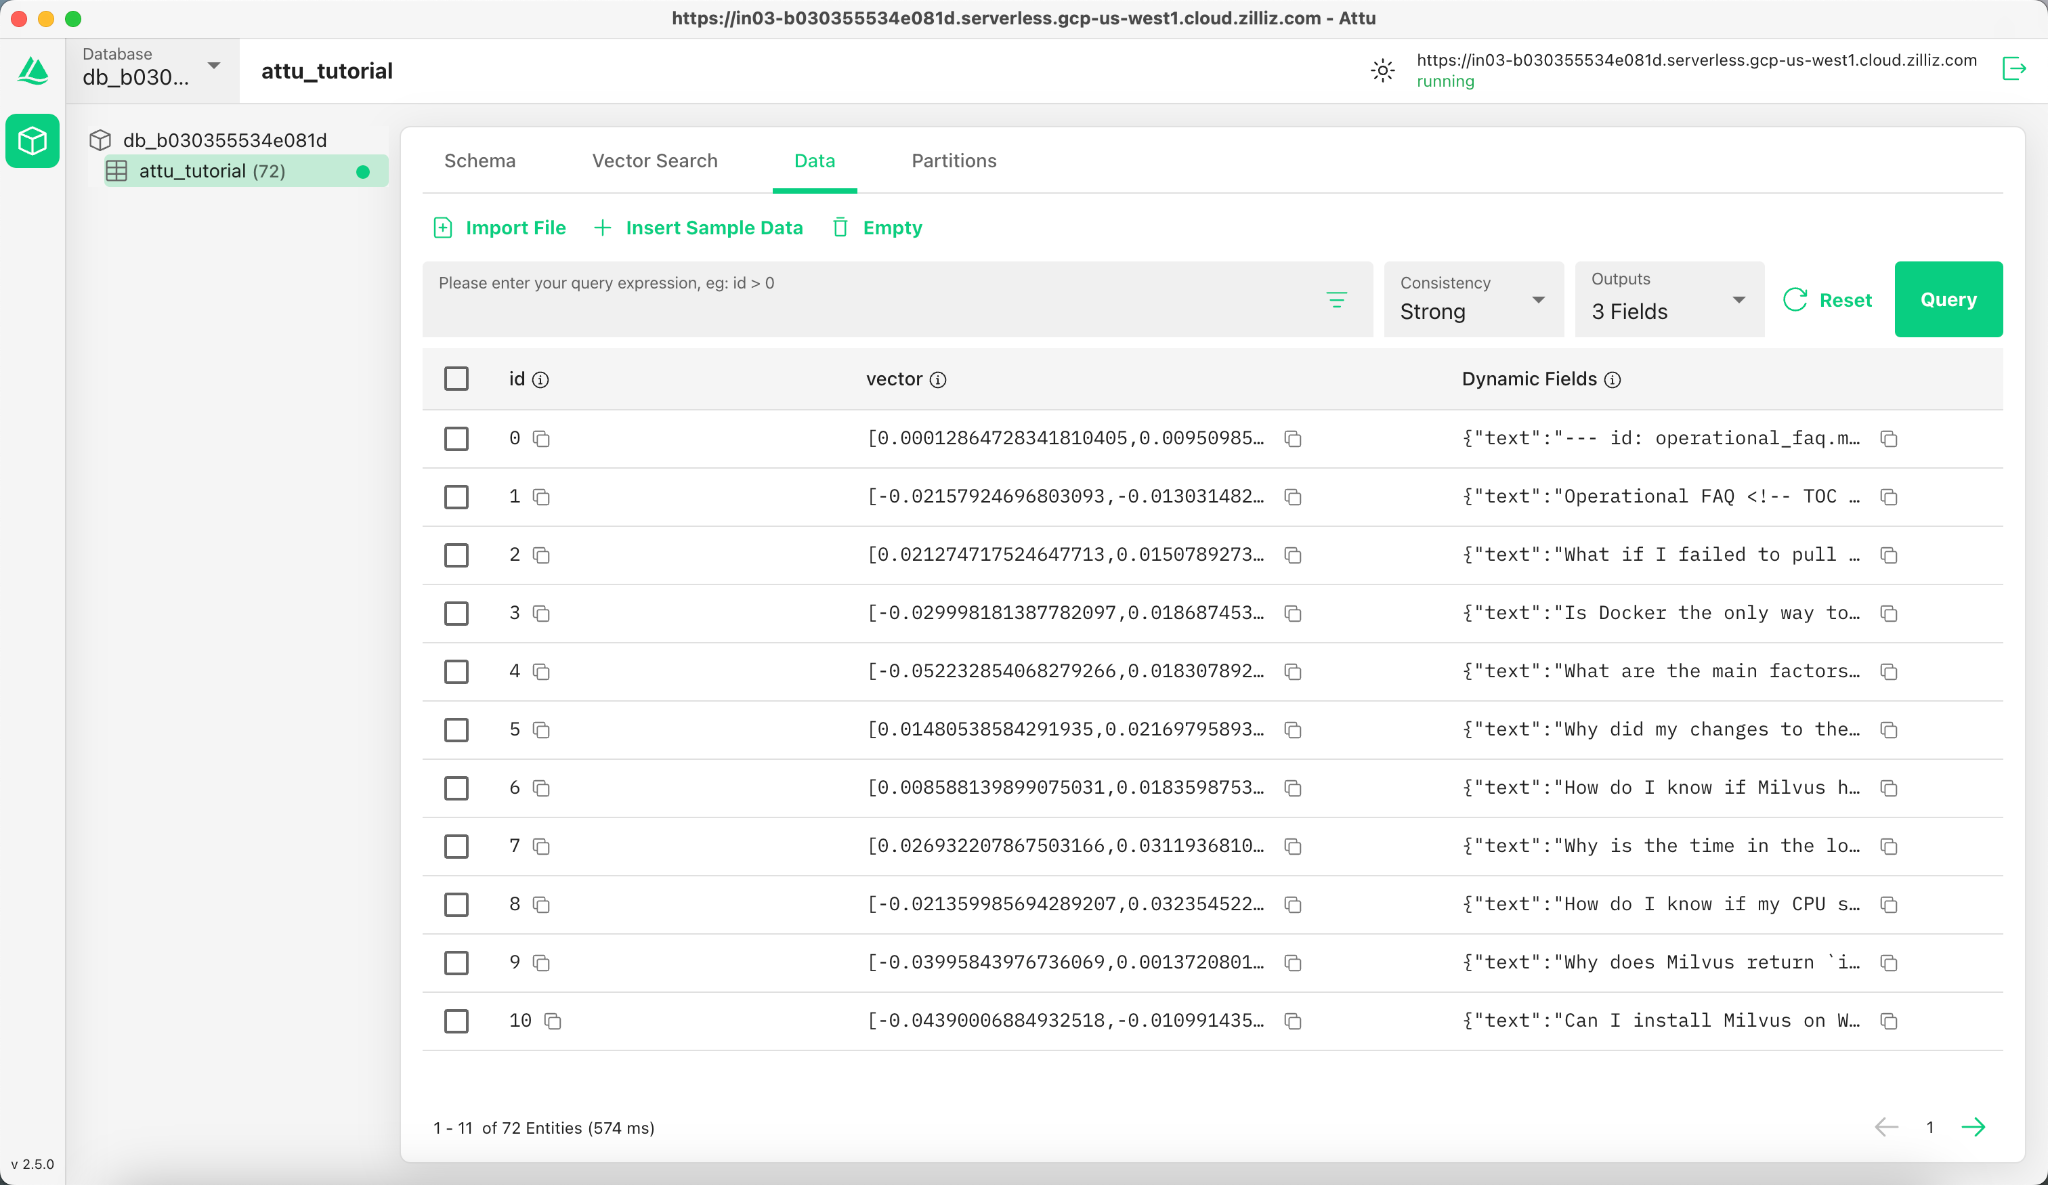 https://in03-b030355534e081d.serverless.gcp-us-west1.cloud.zilliz.com - Attu
Database
db_b030...
attu_tutorial
https://in03-b030355534e081d.serverless.gcp-us-west1.cloud.zilliz.com
running
db_b030355534e081d
attu_tutorial (72)
Schema Vector Search Data Partitions
Import File Insert Sample Data Empty
Please enter your query expression, eg: id > 0
Consistency
Strong
Outputs
3 Fields
Reset
Query
id vector Dynamic Fields
0 [0.00012864728341810405,0.00950985… {"text":"--- id: operational_faq.m…
1 [-0.02157924696803093,-0.013031482… {"text":"Operational FAQ <!-- TOC …
2 [0.021274717524647713,0.0150789273… {"text":"What if I failed to pull …
3 [-0.029998181387782097,0.018687453… {"text":"Is Docker the only way to…
4 [-0.052232854068279266,0.018307892… {"text":"What are the main factors…
5 [0.01480538584291935,0.02169795893… {"text":"Why did my changes to the…
6 [0.008588139899075031,0.0183598753… {"text":"How do I know if Milvus h…
7 [0.026932207867503166,0.0311936810… {"text":"Why is the time in the lo…
8 [-0.021359985694289207,0.032354522… {"text":"How do I know if my CPU s…
9 [-0.03995843976736069,0.0013720801… {"text":"Why does Milvus return `i…
10 [-0.04390006884932518,-0.010991435… {"text":"Can I install Milvus on W…
1 - 11 of 72 Entities (574 ms)
1
v 2.5.0